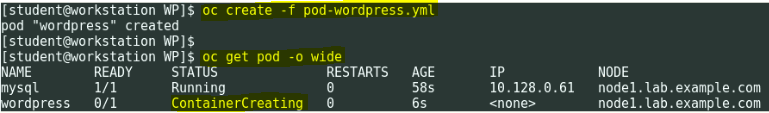 [student@workstation WP]$ oc create -f pod-wordpress.yml
pod "wordpress" created
[student@workstation WP]$
[student@workstation WP]$ oc get pod -o wide
NAME READY STATUS RESTARTS AGE IP NODE
mysql 1/1 Running 0 58s 10.128.0.61 node1.lab.example.com
wordpress 0/1 ContainerCreating 0 6s <none> node1.lab.example.com